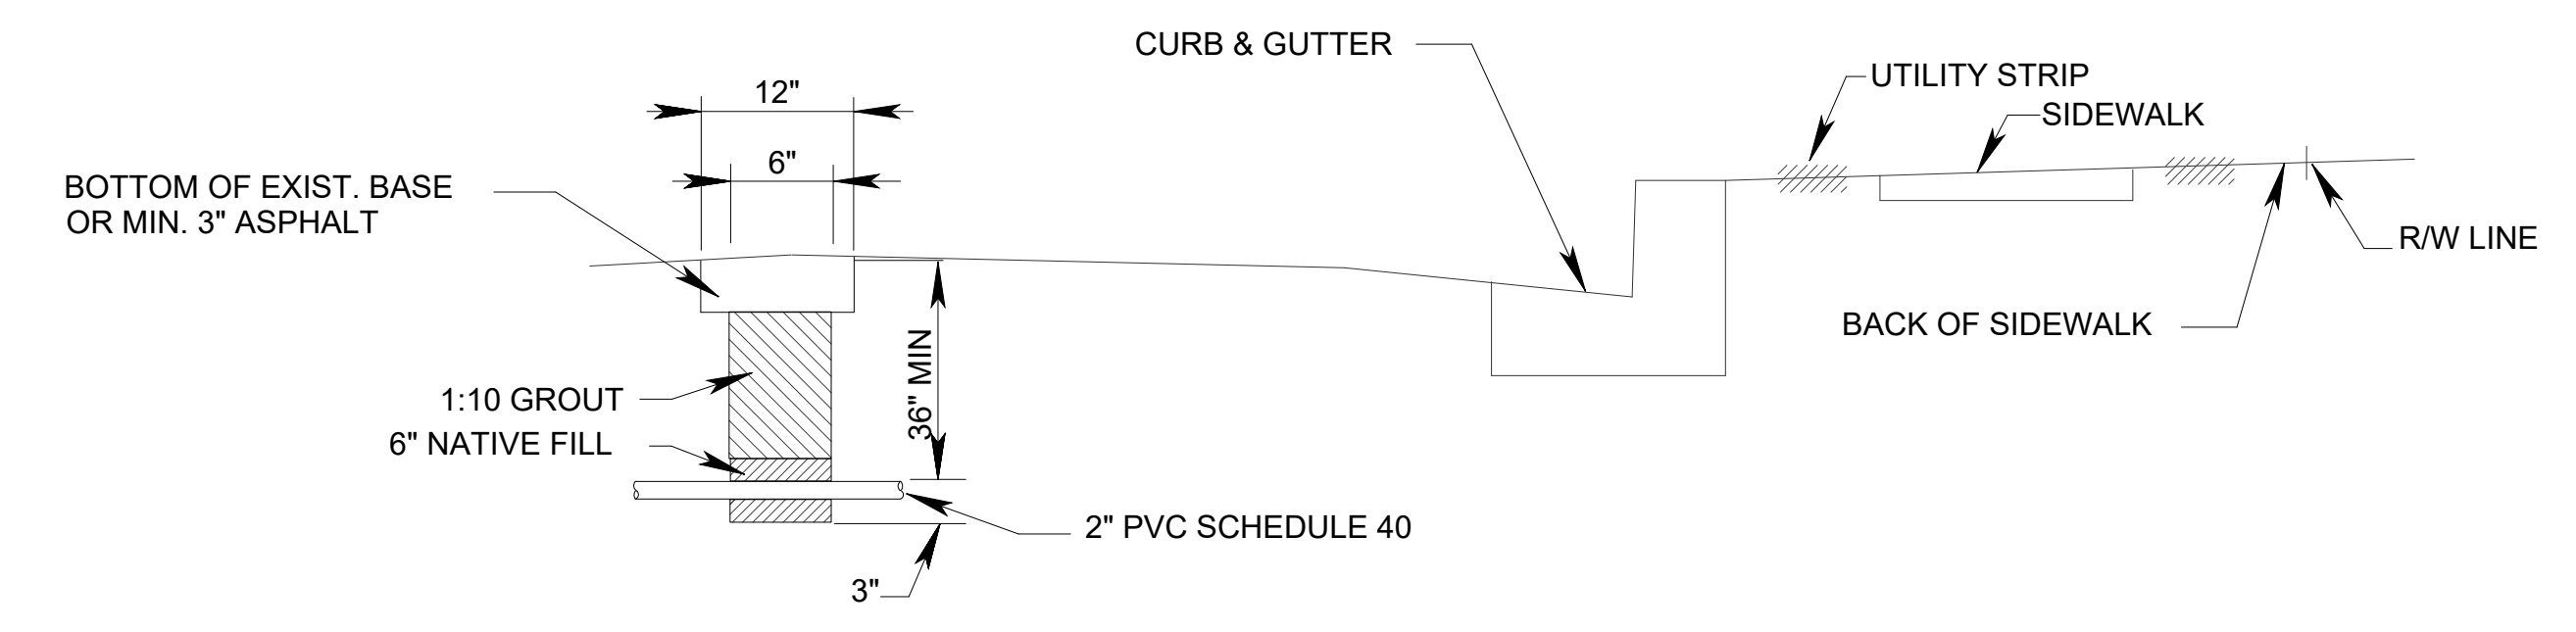 CURB & GUTTER
UTILITY STRIP
12"
SIDEWALK
6"
BOTTOM OF EXIST. BASE
OR MIN. 3" ASPHALT
R/W LINE
BACK OF SIDEWALK
36" MIN
1:10 GROUT
6" NATIVE FILL
2" PVC SCHEDULE 40
3"